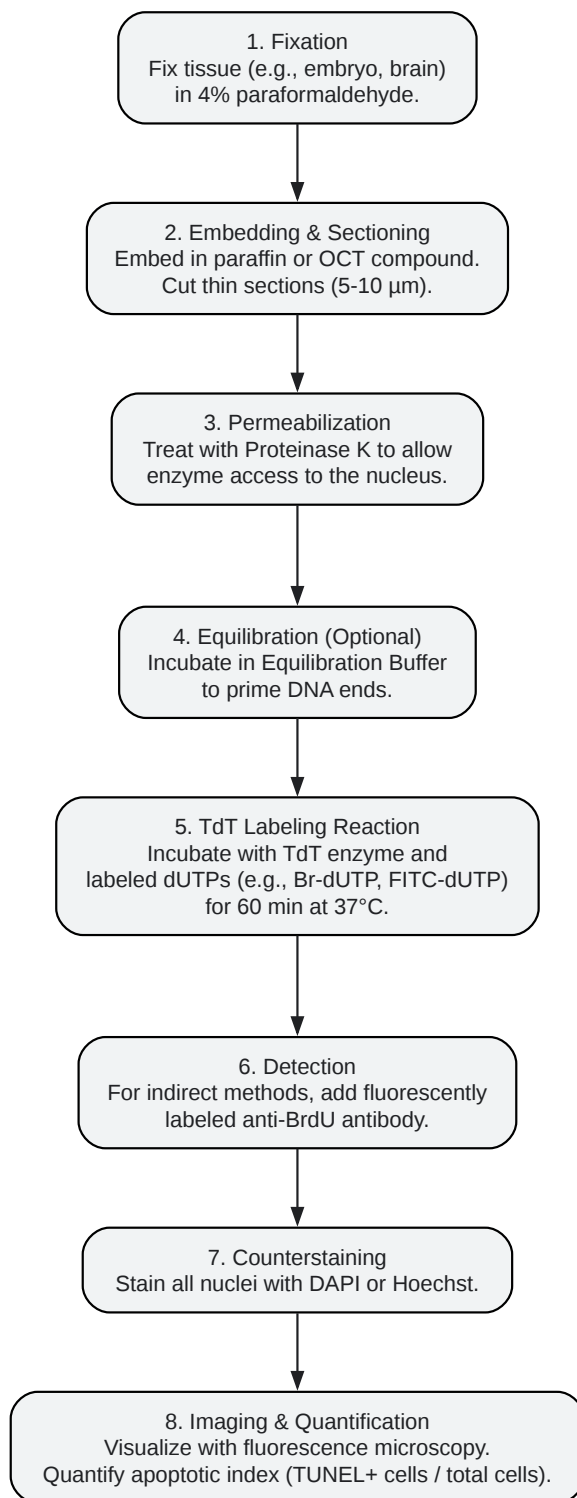 1. Fixation
Fix tissue (e.g., embryo, brain)
in 4% paraformaldehyde.
2. Embedding & Sectioning
Embed in paraffin or OCT compound.
Cut thin sections (5-10 µm).
3. Permeabilization
Treat with Proteinase K to allow
enzyme access to the nucleus.
4. Equilibration (Optional)
Incubate in Equilibration Buffer
to prime DNA ends.
5. TdT Labeling Reaction
Incubate with TdT enzyme and
labeled dUTPs (e.g., Br-dUTP, FITC-dUTP)
for 60 min at 37°C.
6. Detection
For indirect methods, add fluorescently
labeled anti-BrdU antibody.
7. Counterstaining
Stain all nuclei with DAPI or Hoechst.
8. Imaging & Quantification
Visualize with fluorescence microscopy.
Quantify apoptotic index (TUNEL+ cells / total cells).